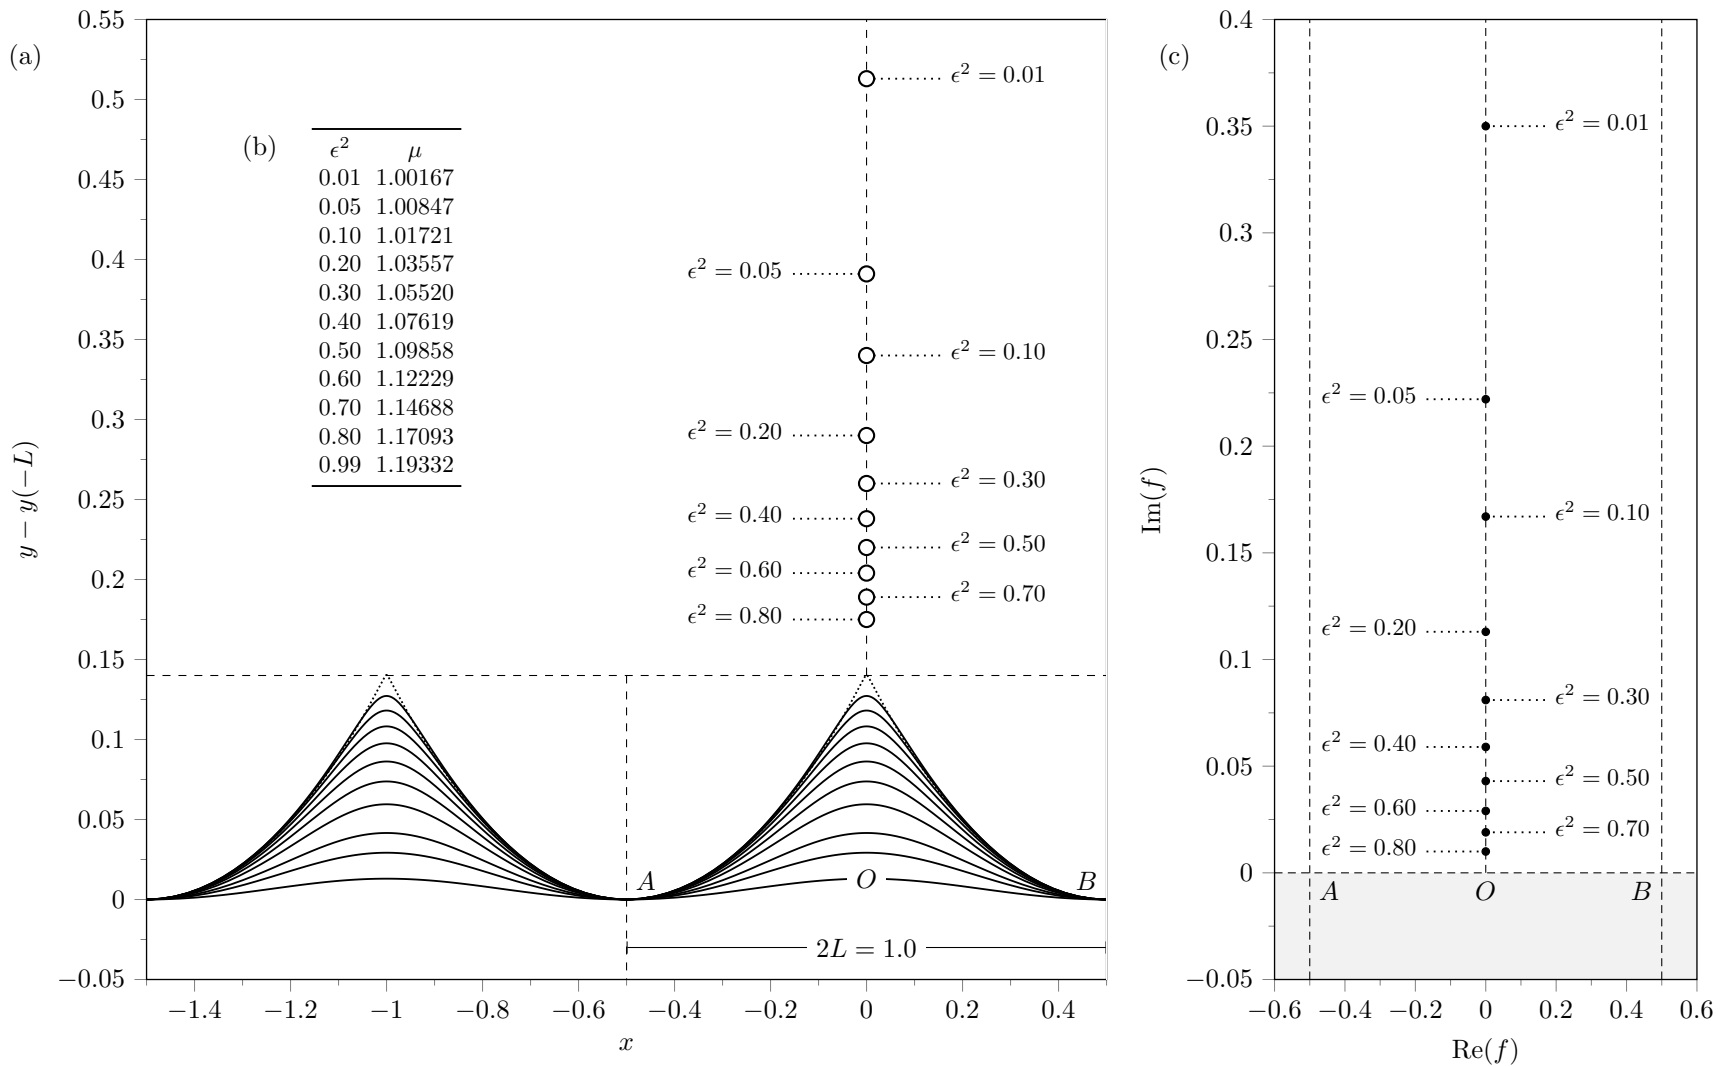 (a)
y − y(−L)
0.55
0.5
0.45
0.4
0.35
0.3
0.25
0.2
0.15
0.1
0.05
0
−0.05
(b)
ϵ² μ
0.01 1.00167
0.05 1.00847
0.10 1.01721
0.20 1.03557
0.30 1.05520
0.40 1.07619
0.50 1.09858
0.60 1.12229
0.70 1.14688
0.80 1.17093
0.99 1.19332
ϵ² = 0.01
ϵ² = 0.05
ϵ² = 0.10
ϵ² = 0.20
ϵ² = 0.30
ϵ² = 0.40
ϵ² = 0.50
ϵ² = 0.60
ϵ² = 0.70
ϵ² = 0.80
A O B
2L = 1.0
−1.4 −1.2 −1 −0.8 −0.6 −0.4 −0.2 0 0.2 0.4
x
(c)
Im(f)
0.4
0.35
0.3
0.25
0.2
0.15
0.1
0.05
0
−0.05
ϵ² = 0.01
ϵ² = 0.05
ϵ² = 0.10
ϵ² = 0.20
ϵ² = 0.30
ϵ² = 0.40
ϵ² = 0.50
ϵ² = 0.60
ϵ² = 0.70
ϵ² = 0.80
A O B
−0.6 −0.4 −0.2 0 0.2 0.4 0.6
Re(f)